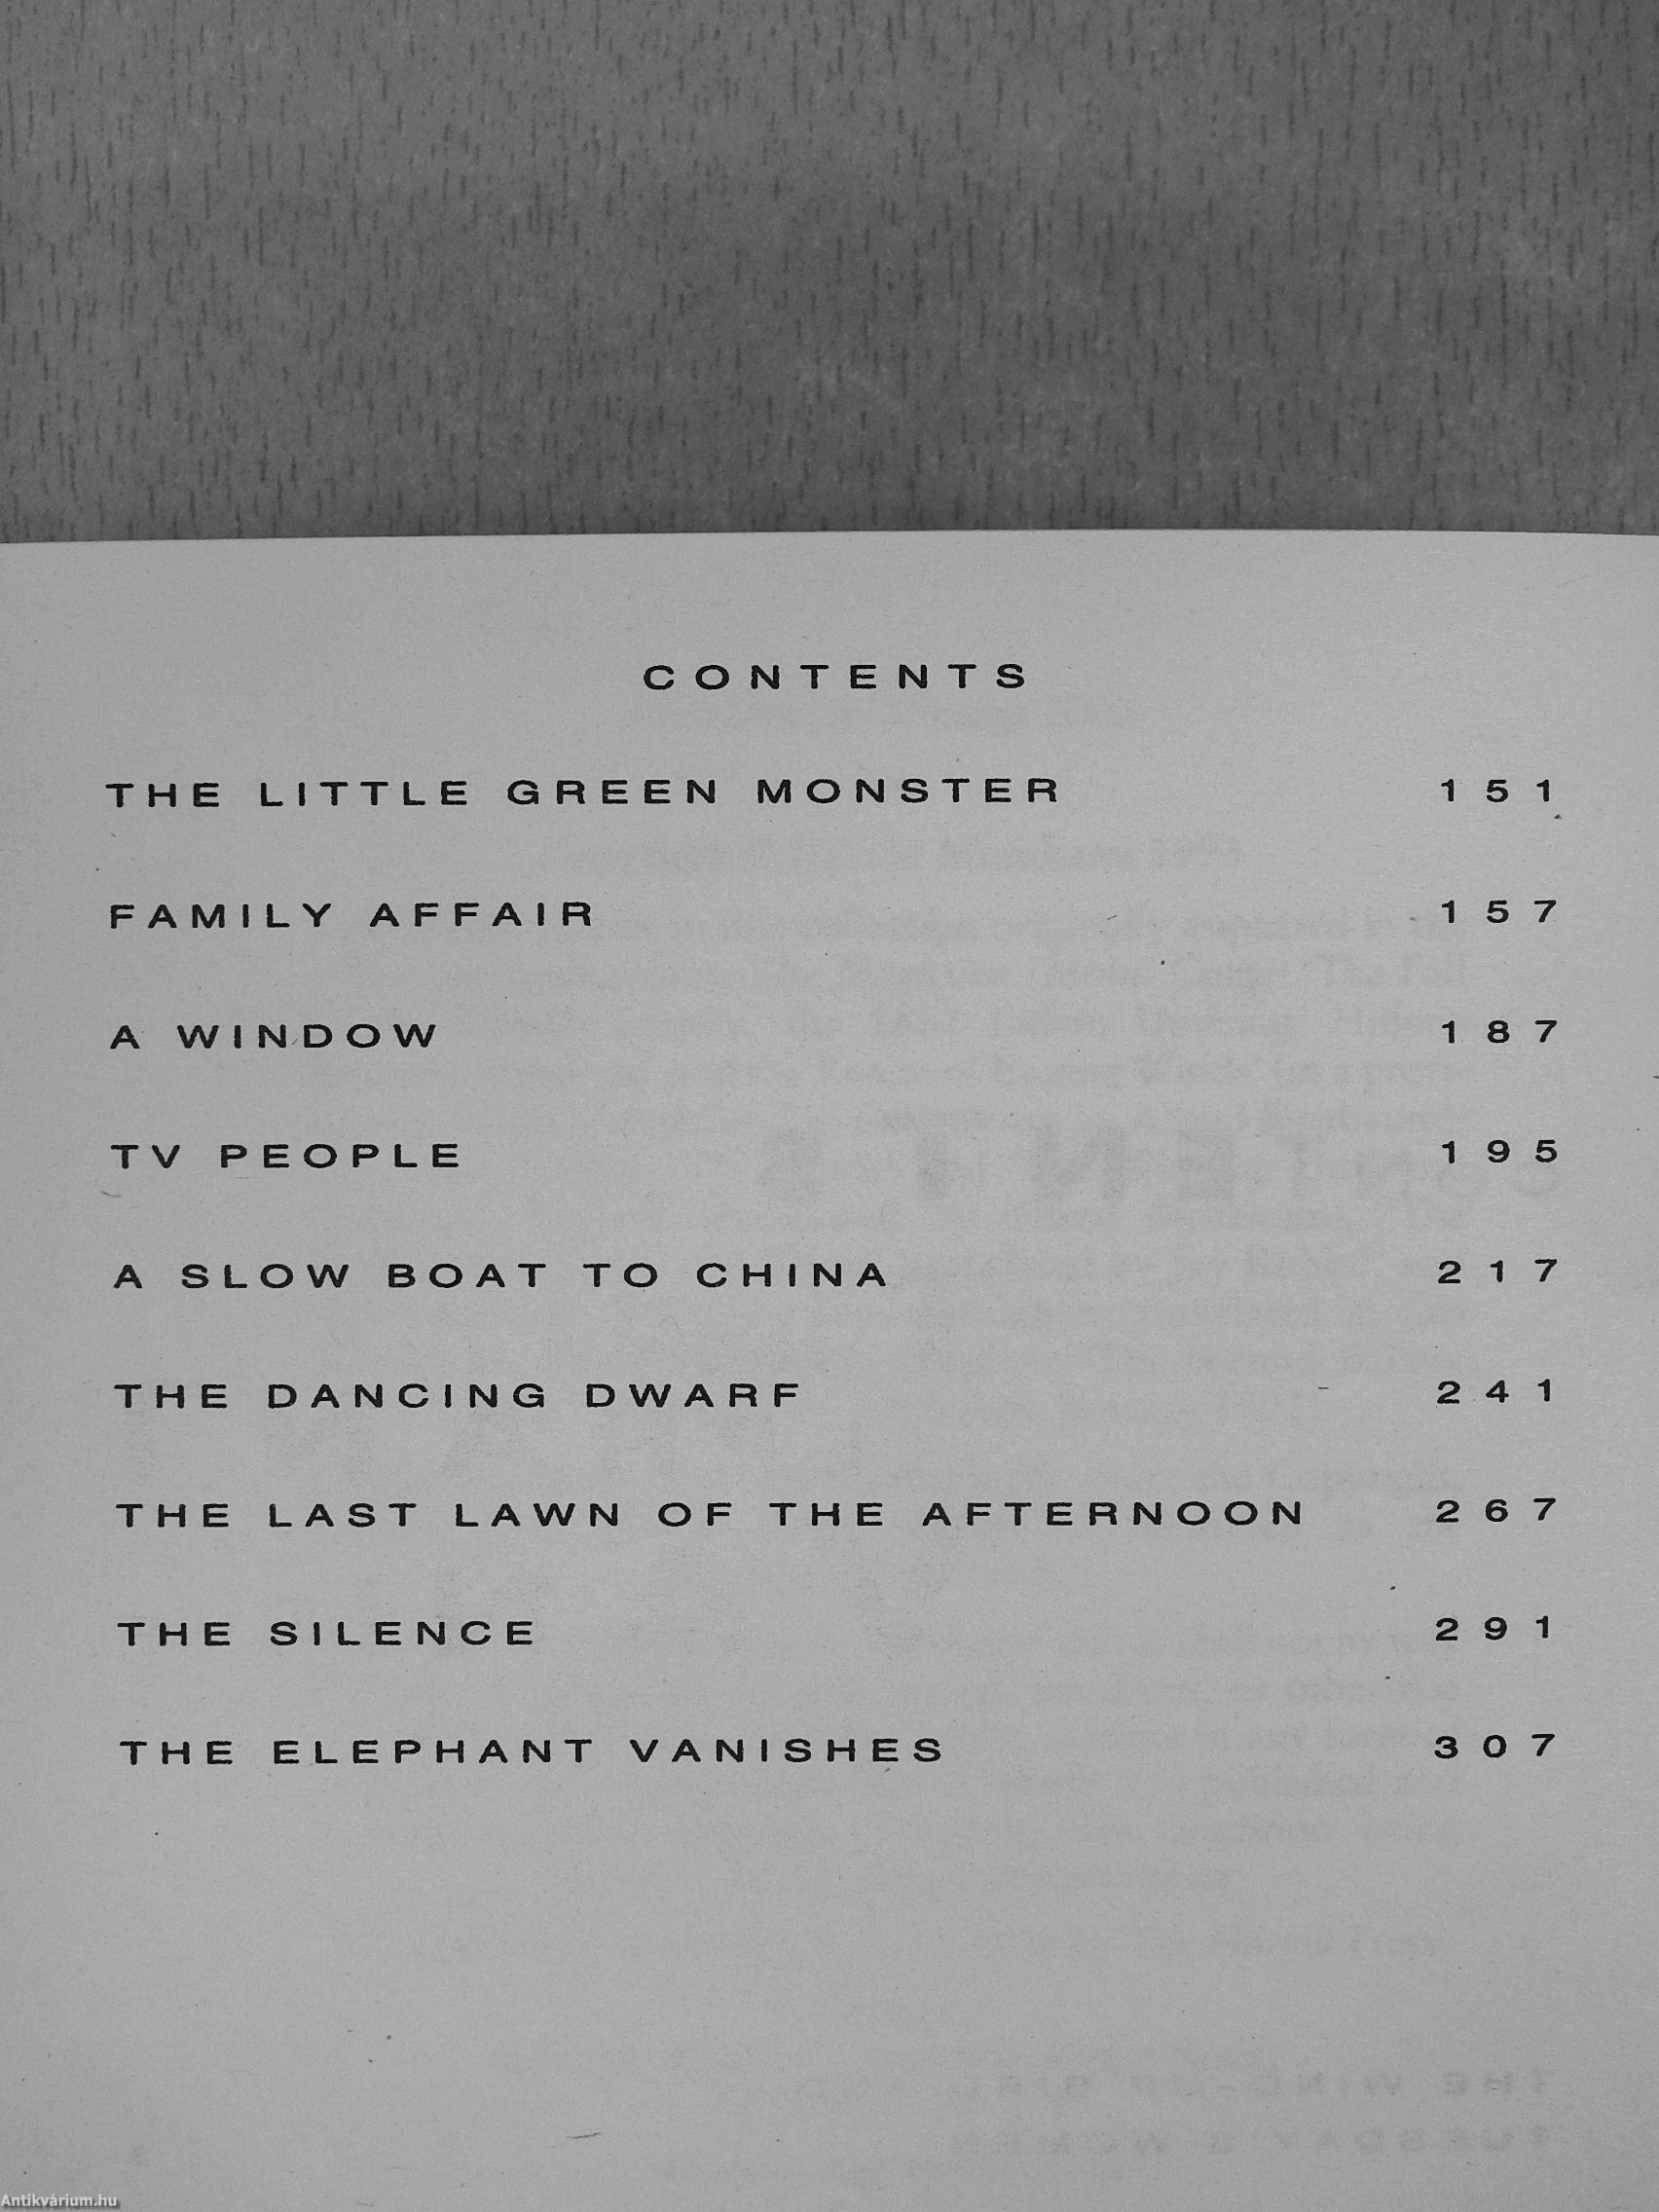 CONTENTS
THE LITTLE GREEN MONSTER 151
FAMILY AFFAIR 157
A WINDOW 187
TV PEOPLE 195
A SLOW BOAT TO CHINA 217
THE DANCING DWARF 241
THE LAST LAWN OF THE AFTERNOON 267
THE SILENCE 291
THE ELEPHANT VANISHES 307
Antikvárium.hu